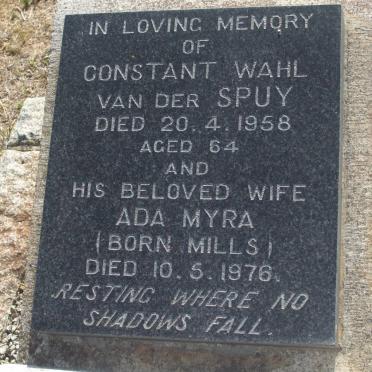 IN LOVING MEMORY
OF
CONSTANT WAHL
VAN DER SPUY
DIED 20.4.1958
AGED 64
AND
HIS BELOVED WIFE
ADA MYRA
(BORN MILLS)
DIED 10.5.1976.
RESTING WHERE NO
SHADOWS FALL.